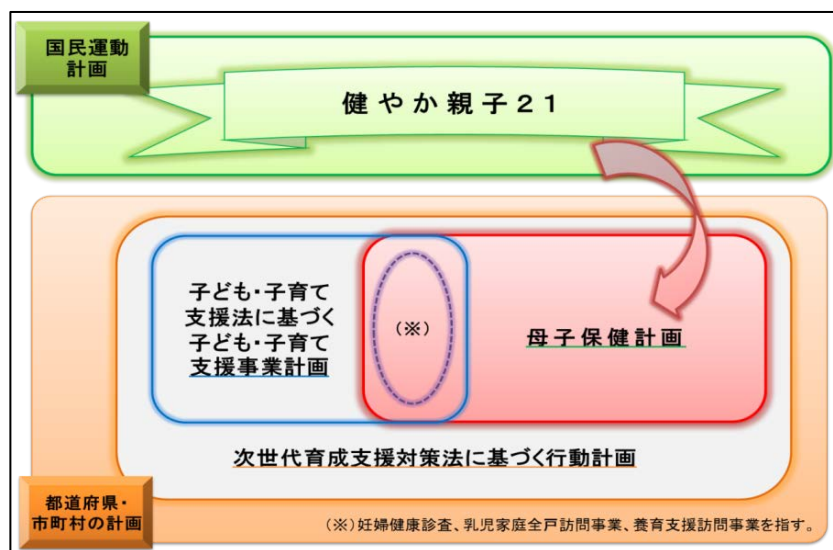 国民運動
計画
健やか親子21
子ども・子育て
支援法に基づく
子ども・子育て
支援事業計画
(※)
母子保健計画
次世代育成支援対策法に基づく行動計画
都道府県・
市町村の計画
(※)妊婦健康診査、乳児家庭全戸訪問事業、養育支援訪問事業を指す。